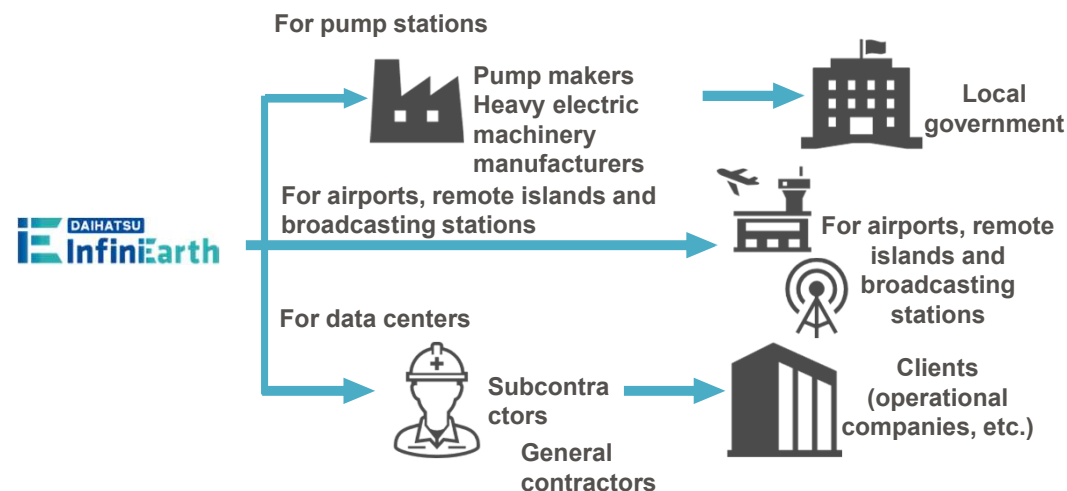 For pump stations
Pump makers
Heavy electric
machinery
manufacturers
Local
government
For airports, remote islands and
broadcasting stations
DAIHATSU
InfiniEarth
For airports, remote
islands and
broadcasting
stations
For data centers
Subcontra
ctors
General
contractors
Clients
(operational
companies, etc.)